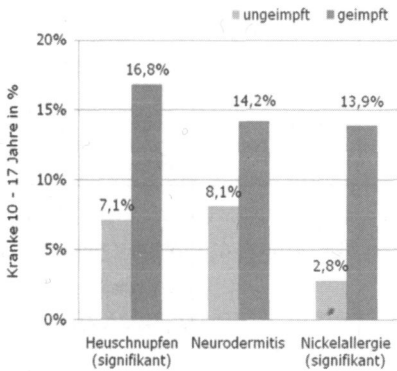 ungeimpft geimpft
20%
15%
10%
5%
0%
Kranke 10 - 17 Jahre in %
7,1% 16,8%
8,1% 14,2%
2,8% 13,9%
Heuschnupfen Neurodermitis Nickelallergie
(signifikant) (signifikant)